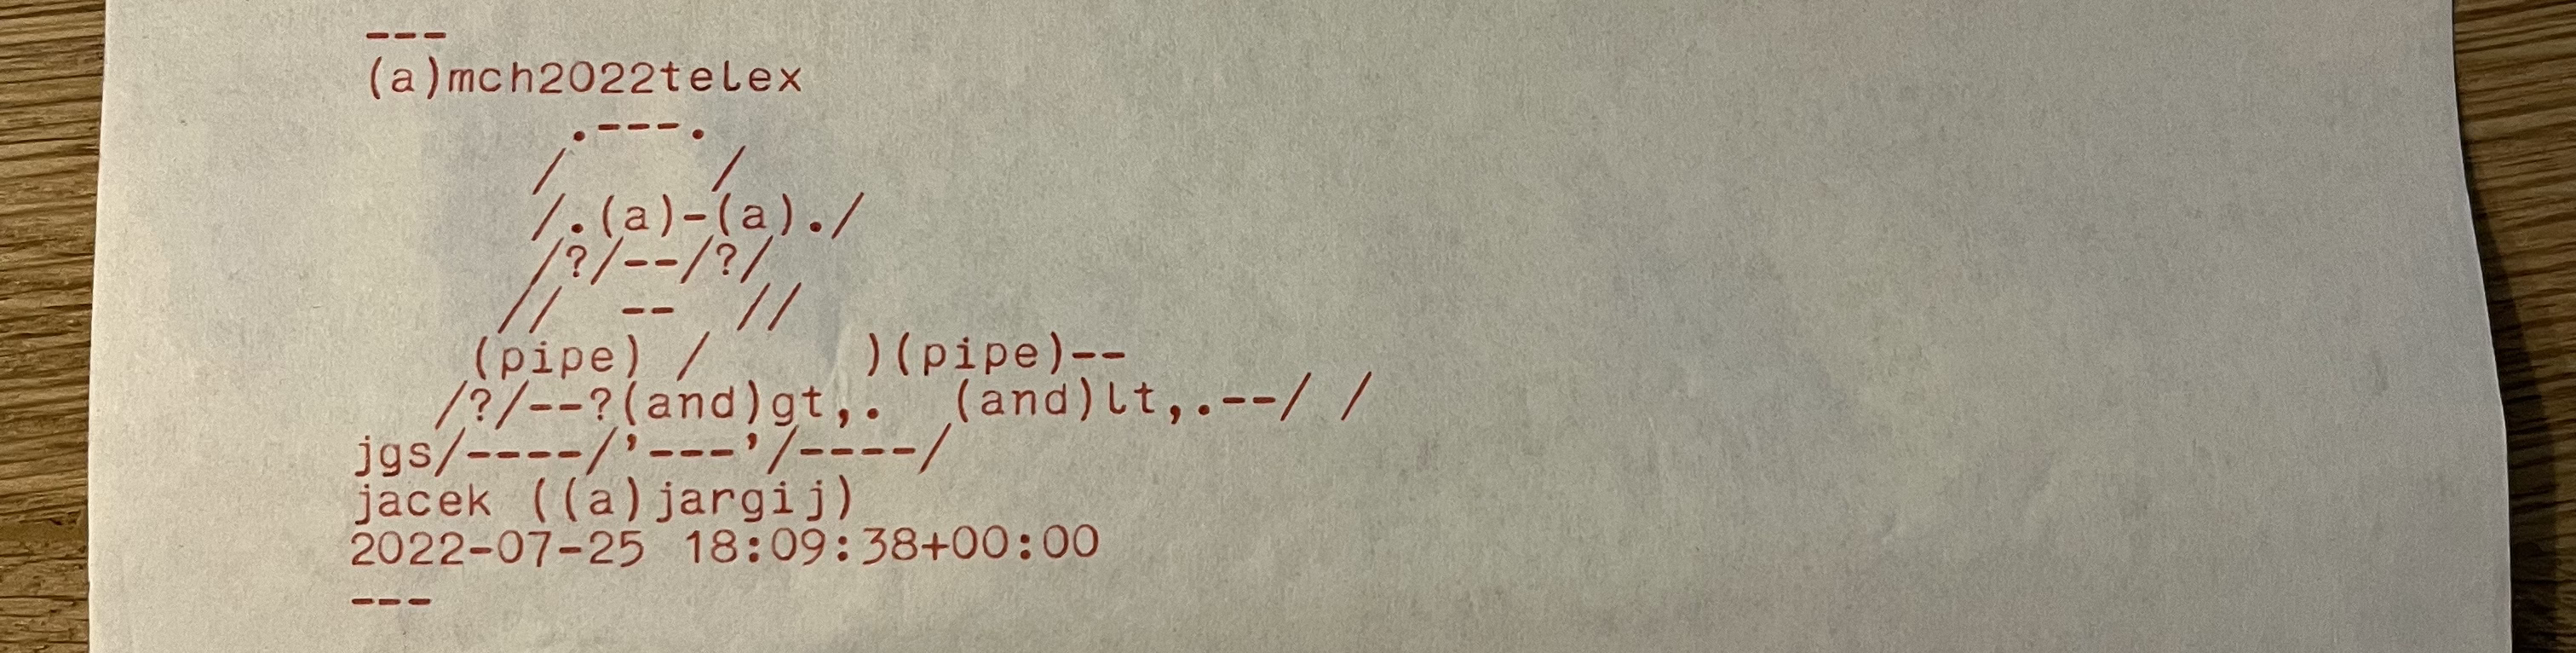 ---
(a)mch2022telex
             .---.
          /           /
          /.(a)-(a)./
          /?/--/?/
        //    --    //
       (pipe)  /         )(pipe)--
     /?/--?(and)gt,.    (and)lt,.--/ /
jgs/----/'---'/----/
jacek ((a)jargij)
2022-07-25 18:09:38+00:00
---